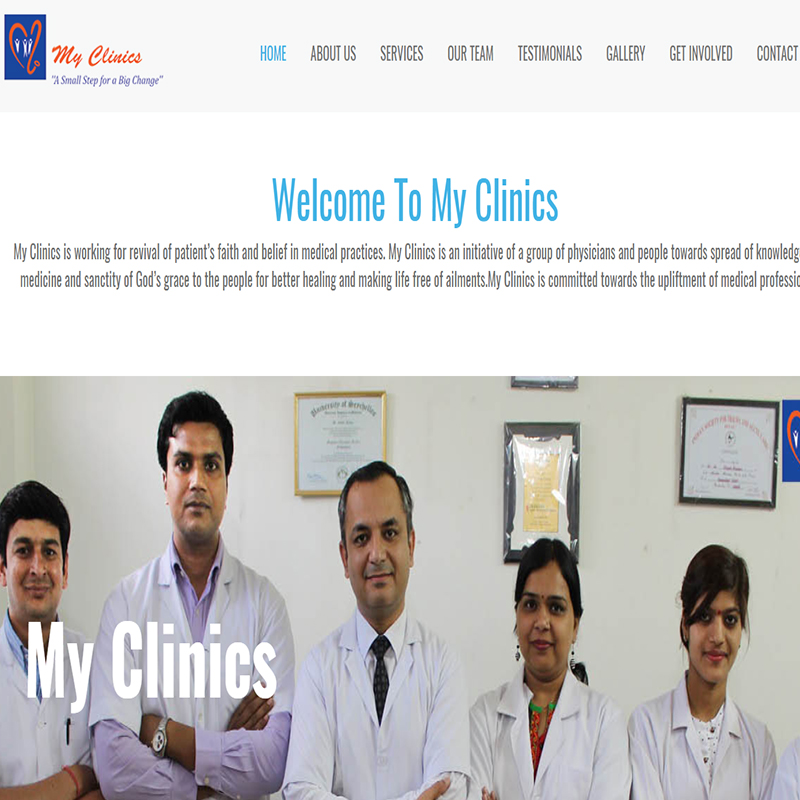 My Clinics
"A Small Step for a Big Change"
HOME ABOUT US SERVICES OUR TEAM TESTIMONIALS GALLERY GET INVOLVED CONTACT
Welcome To My Clinics
My Clinics is working for revival of patient's faith and belief in medical practices. My Clinics is an initiative of a group of physicians and people towards spread of knowledg
medicine and sanctity of God's grace to the people for better healing and making life free of ailments.My Clinics is committed towards the upliftment of medical professio
University of Seychelles
My Clinics